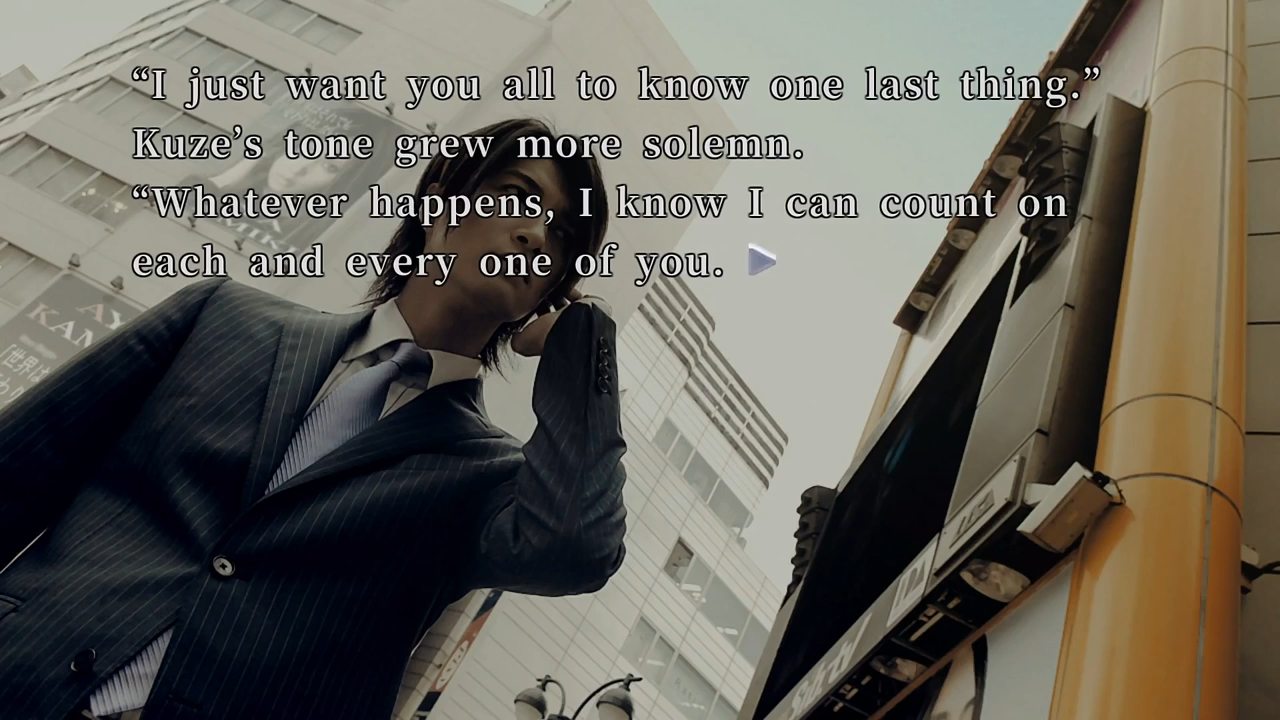 “I just want you all to know one last thing.”
Kuze’s tone grew more solemn.
“Whatever happens, I know I can count on
each and every one of you.